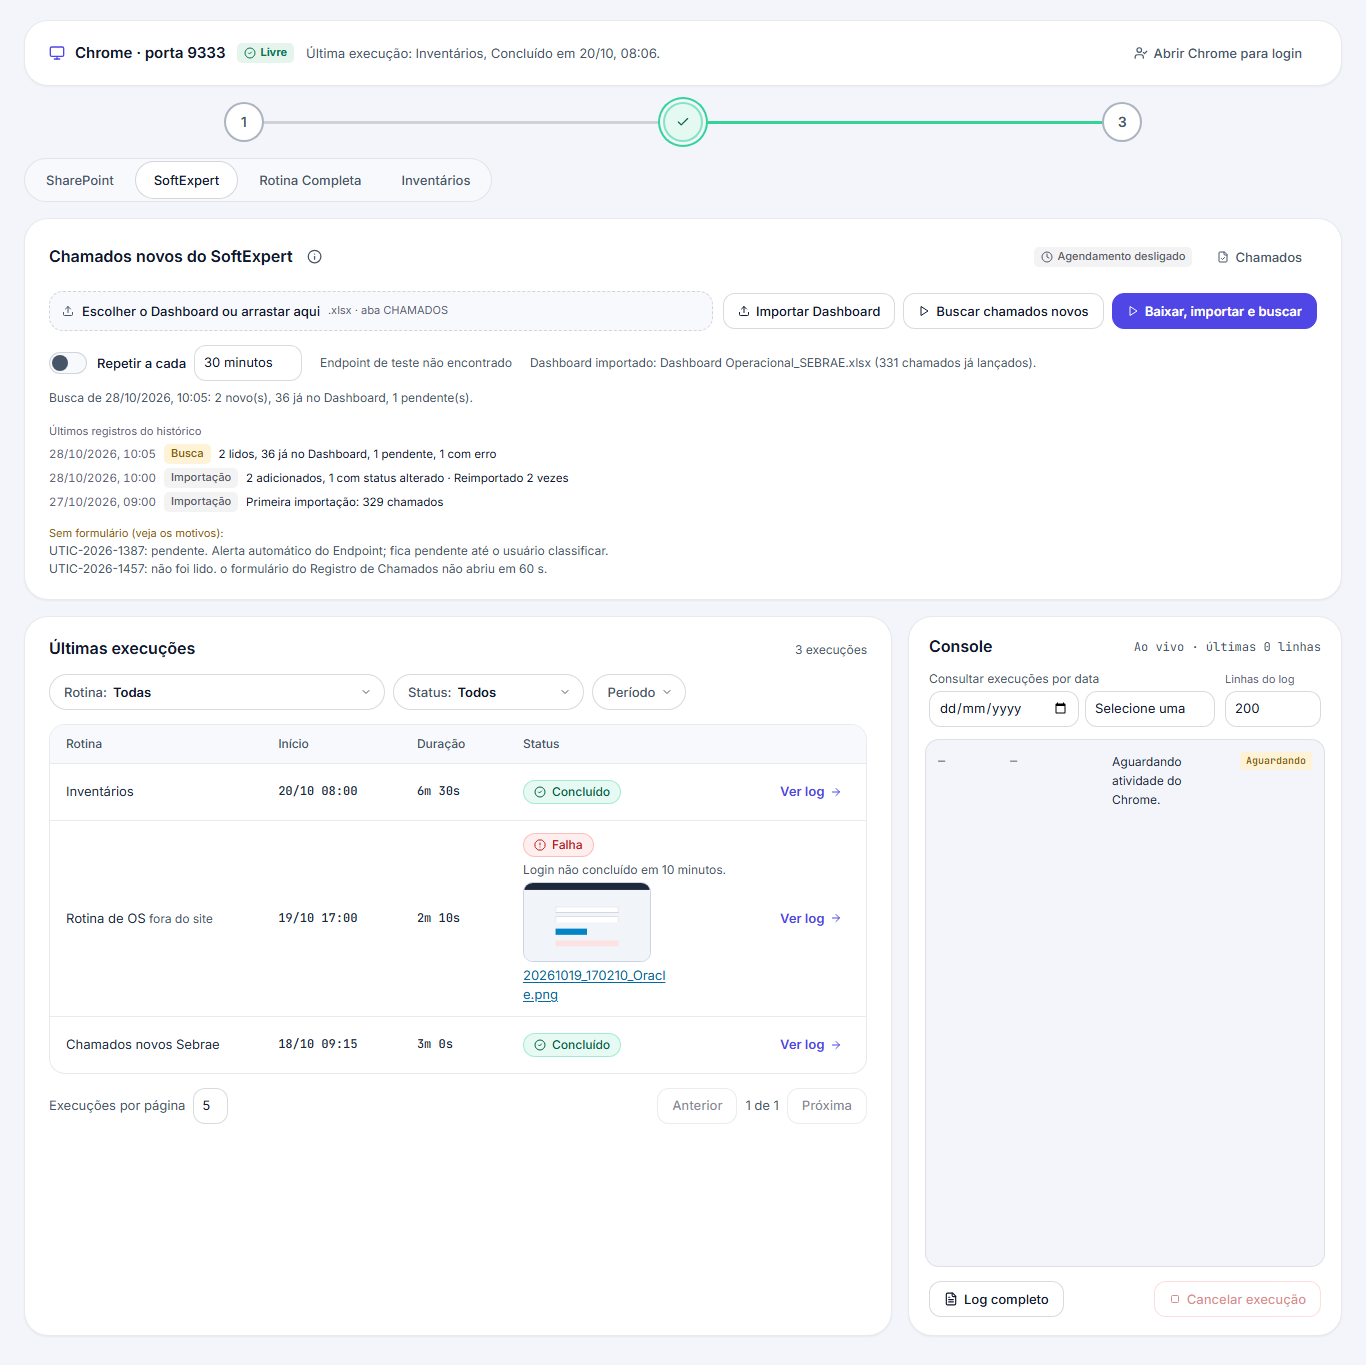 Chrome · porta 9333 Livre Última execução: Inventários, Concluído em 20/10, 08:06. Abrir Chrome para login
1 3
SharePoint SoftExpert Rotina Completa Inventários
Chamados novos do SoftExpert Agendamento desligado Chamados
Escolher o Dashboard ou arrastar aqui .xlsx · aba CHAMADOS Importar Dashboard Buscar chamados novos Baixar, importar e buscar
Repetir a cada 30 minutos Endpoint de teste não encontrado Dashboard importado: Dashboard Operacional_SEBRAE.xlsx (331 chamados já lançados).
Busca de 28/10/2026, 10:05: 2 novo(s), 36 já no Dashboard, 1 pendente(s).
Últimos registros do histórico
28/10/2026, 10:05 Busca 2 lidos, 36 já no Dashboard, 1 pendente, 1 com erro
28/10/2026, 10:00 Importação 2 adicionados, 1 com status alterado · Reimportado 2 vezes
27/10/2026, 09:00 Importação Primeira importação: 329 chamados
Sem formulário (veja os motivos):
UTIC-2026-1387: pendente. Alerta automático do Endpoint; fica pendente até o usuário classificar.
UTIC-2026-1457: não foi lido. o formulário do Registro de Chamados não abriu em 60 s.
Últimas execuções 3 execuções
Rotina: Todas Status: Todos Período
Rotina Início Duração Status
Inventários 20/10 08:00 6m 30s Concluído Ver log
Rotina de OS fora do site 19/10 17:00 2m 10s Falha Ver log
Login não concluído em 10 minutos.
20261019_170210_Oracl
e.png
Chamados novos Sebrae 18/10 09:15 3m 0s Concluído Ver log
Execuções por página 5 Anterior 1 de 1 Próxima
Console Ao vivo · últimas 0 linhas
Consultar execuções por data Linhas do log
dd/mm/yyyy Selecione uma 200
– – Aguardando Aguardando
atividade do
Chrome.
Log completo Cancelar execução